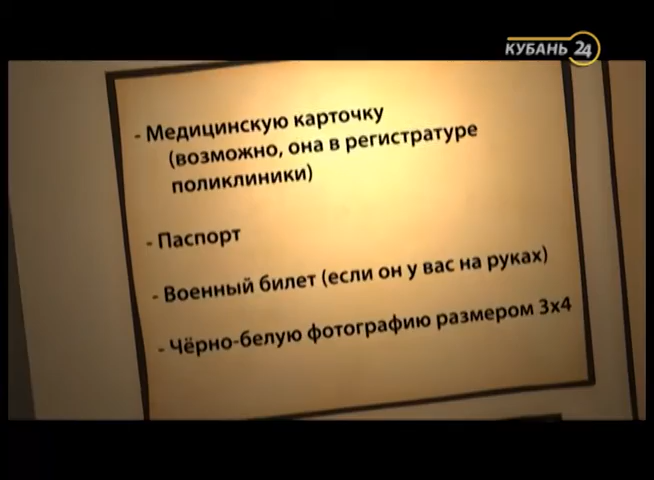 КУБАНЬ 24
- Медицинскую карточку
(возможно, она в регистратуре
поликлиники)
- Паспорт
- Военный билет (если он у вас на руках)
- Чёрно-белую фотографию размером 3х4